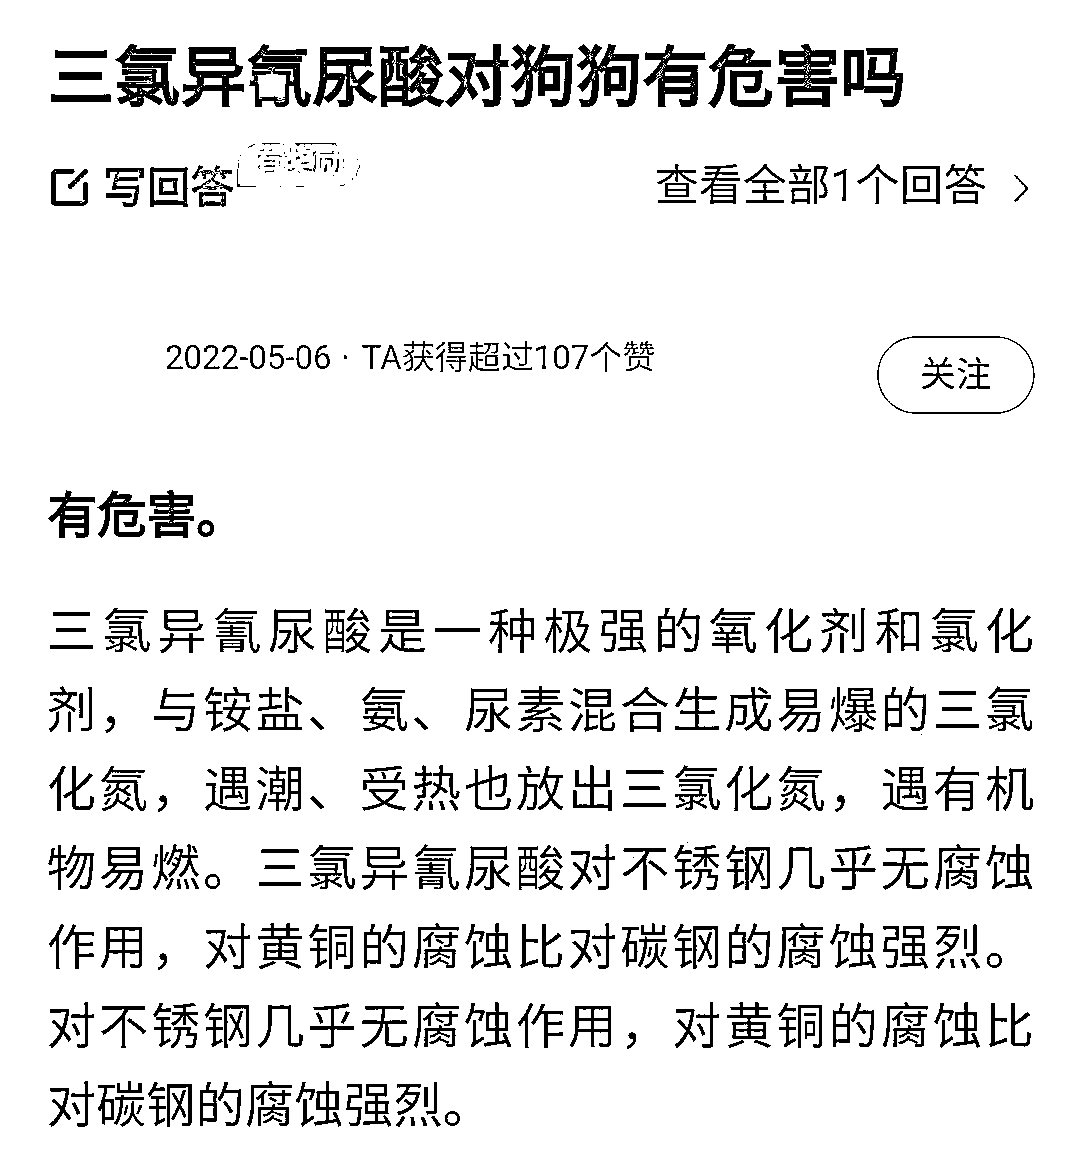 三氯异氰尿酸对狗狗有危害吗
写回答
有奖励
查看全部1个回答
2022-05-06 · TA获得超过107个赞
关注
有危害。
三氯异氰尿酸是一种极强的氧化剂和氯化
剂，与铵盐、氨、尿素混合生成易爆的三氯
化氮，遇潮、受热也放出三氯化氮，遇有机
物易燃。三氯异氰尿酸对不锈钢几乎无腐蚀
作用，对黄铜的腐蚀比对碳钢的腐蚀强烈。
对不锈钢几乎无腐蚀作用，对黄铜的腐蚀比
对碳钢的腐蚀强烈。